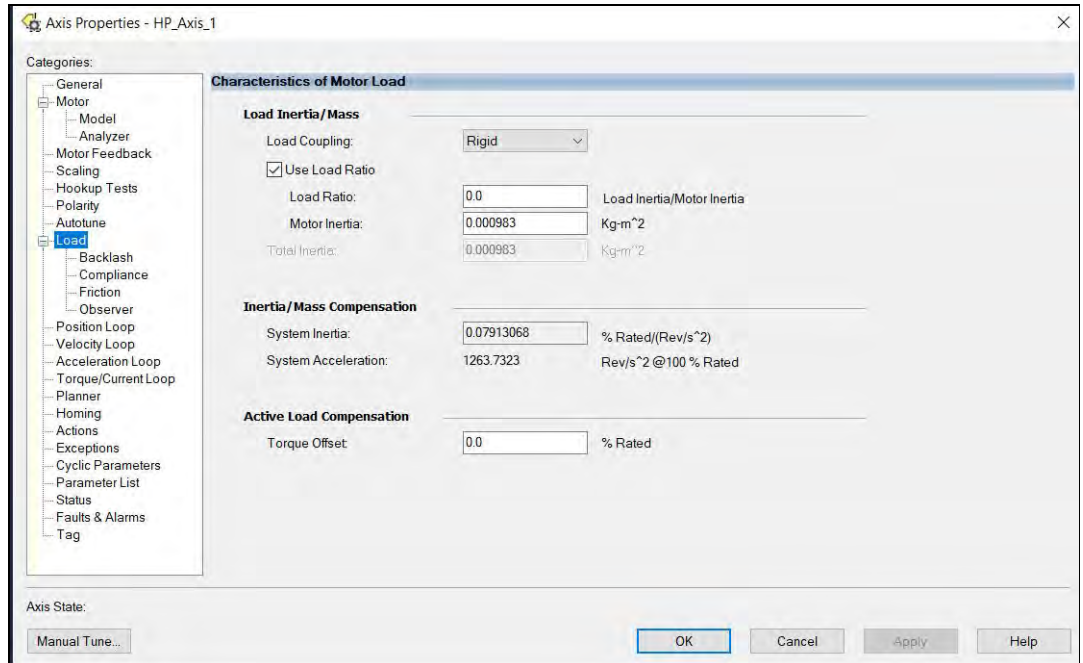 Axis Properties - HP_Axis_1
Categories:
General
Motor
Model
Analyzer
Motor Feedback
Scaling
Hookup Tests
Polarity
Autotune
Load
Backlash
Compliance
Friction
Observer
Position Loop
Velocity Loop
Acceleration Loop
Torque/Current Loop
Planner
Homing
Actions
Exceptions
Cyclic Parameters
Parameter List
Status
Faults & Alarms
Tag
Characteristics of Motor Load
Load Inertia/Mass
Load Coupling: Rigid
Use Load Ratio
Load Ratio: 0.0 Load Inertia/Motor Inertia
Motor Inertia: 0.000983 Kg-m^2
Total Inertia: 0.000983 Kg-m^2
Inertia/Mass Compensation
System Inertia: 0.07913068 % Rated/(Rev/s^2)
System Acceleration: 1263.7323 Rev/s^2 @100 % Rated
Active Load Compensation
Torque Offset: 0.0 % Rated
Axis State:
Manual Tune... OK Cancel Apply Help